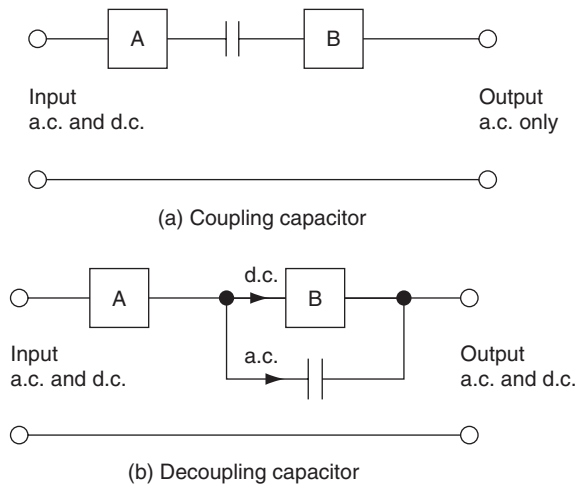 A
B
Input
a.c. and d.c.
Output
a.c. only
(a) Coupling capacitor
d.c.
A
B
a.c.
Input
a.c. and d.c.
Output
a.c. and d.c.
(b) Decoupling capacitor